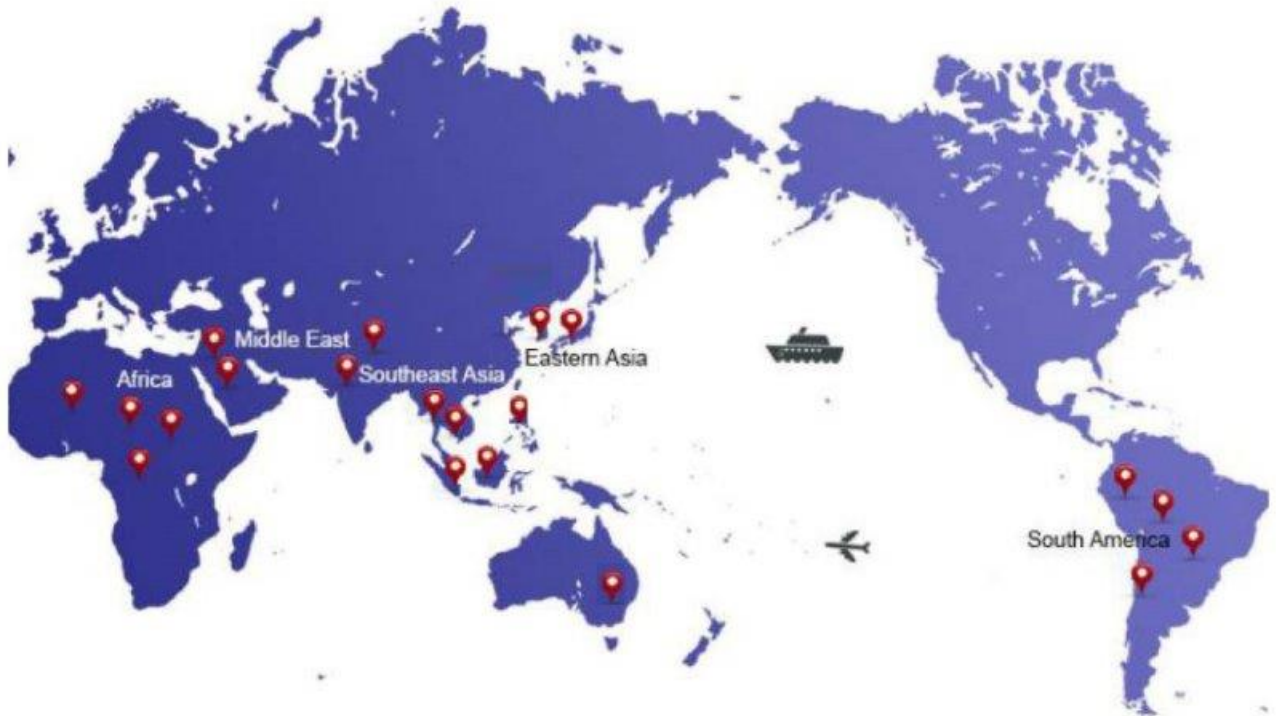 Middle East
Eastern Asia
Southeast Asia
Africa
South America